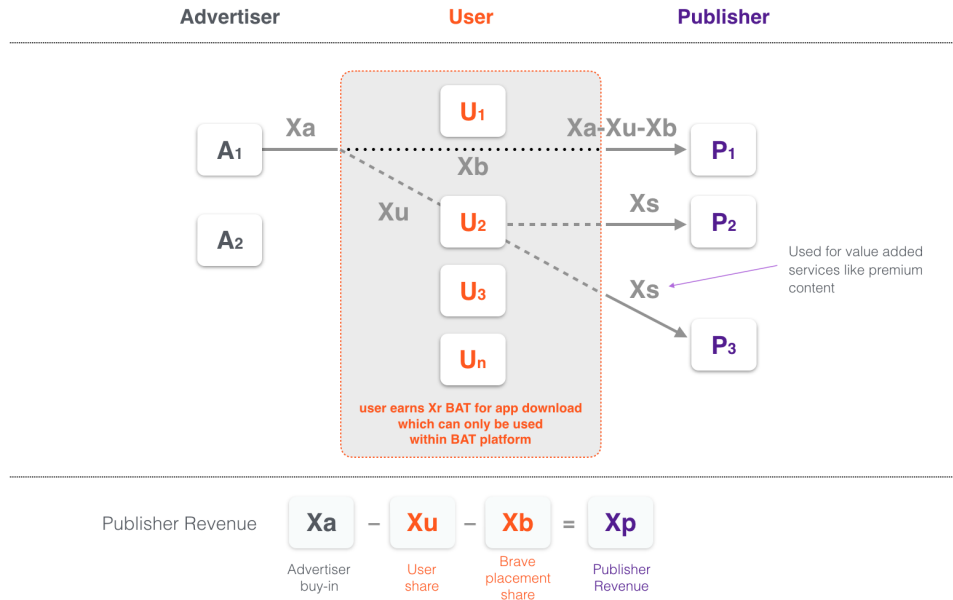 Advertiser
User
Publisher
U1
Xa
Xa-Xu-Xb
A1
P1
Xb
Xu
Xs
A2
U2
P2
Used for value added
services like premium
content
U3
Xs
P3
Un
user earns Xr BAT for app download
which can only be used
within BAT platform
Publisher Revenue
Xa – Xu – Xb = Xp
Advertiser
buy-in
User
share
Brave
placement
share
Publisher
Revenue